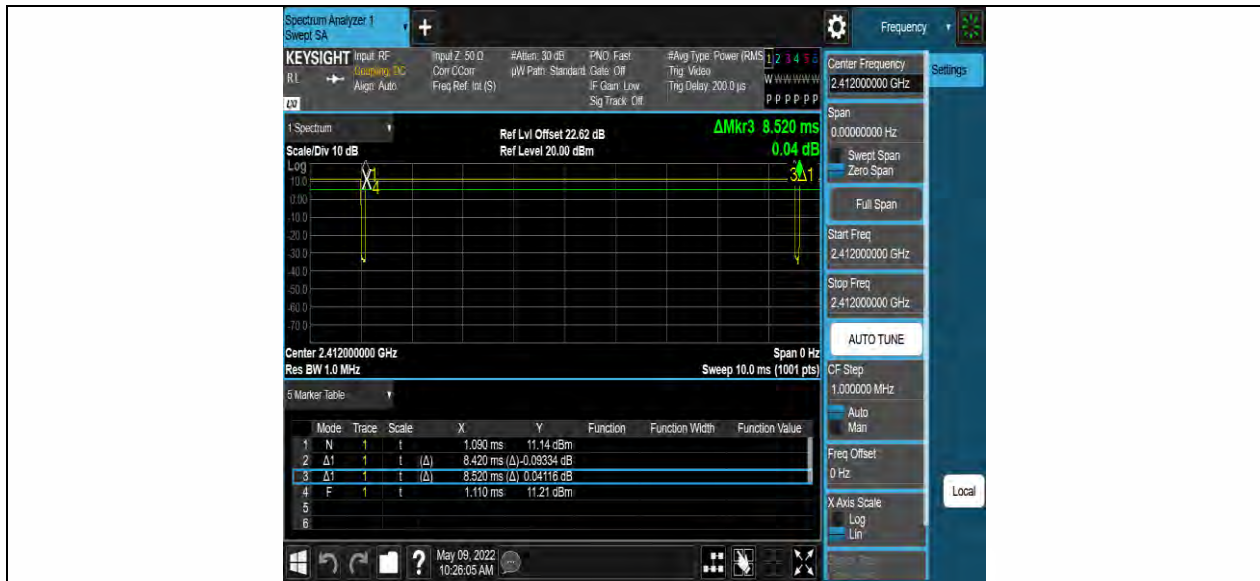 Spectrum Analyzer 1
Swept SA
+
Frequency
KEYSIGHT
RL
Input: RF
Coupling: DC
Align: Auto
Input Z: 50 Ω
Corr CCorr
Freq Ref: Int (S)
#Atten: 30 dB
µW Path: Standard
PNO: Fast
Gate: Off
IF Gain: Low
Sig Track: Off
#Avg Type: Power (RMS
Trig: Video
Trig Delay: 200.0 µs
1 2 3 4 5 6
W W W W W W
P P P P P P
Center Frequency
2.412000000 GHz
Settings
1 Spectrum
Scale/Div 10 dB
Ref Lvl Offset 22.62 dB
Ref Level 20.00 dBm
ΔMkr3 8.520 ms
0.04 dB
Log
10.0
0.00
-10.0
-20.0
-30.0
-40.0
-50.0
-60.0
-70.0
1
4
3Δ1
Center 2.412000000 GHz
Res BW 1.0 MHz
Span 0 Hz
Sweep 10.0 ms (1001 pts)
Span
0.00000000 Hz
Swept Span
Zero Span
Full Span
Start Freq
2.412000000 GHz
Stop Freq
2.412000000 GHz
AUTO TUNE
CF Step
1.000000 MHz
Auto
Man
Freq Offset
0 Hz
X Axis Scale
Log
Lin
Local
5 Marker Table
Mode Trace Scale X Y Function Function Width Function Value
1 N 1 t 1.090 ms 11.14 dBm
2 Δ1 1 t (Δ) 8.420 ms (Δ) -0.09334 dB
3 Δ1 1 t (Δ) 8.520 ms (Δ) 0.04116 dB
4 F 1 t 1.110 ms 11.21 dBm
5
6
?
May 09, 2022
10:26:05 AM